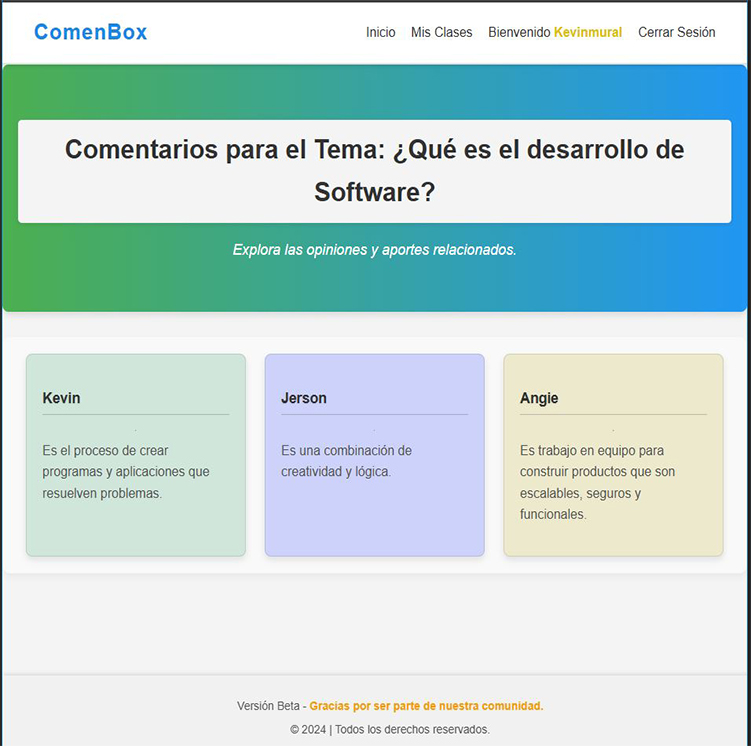 ComenBox
Inicio Mis Clases Bienvenido Kevinmural Cerrar Sesión
Comentarios para el Tema: ¿Qué es el desarrollo de
Software?
Explora las opiniones y aportes relacionados.
Kevin
Es el proceso de crear
programas y aplicaciones que
resuelven problemas.
Jerson
Es una combinación de
creatividad y lógica.
Angie
Es trabajo en equipo para
construir productos que son
escalables, seguros y
funcionales.
Versión Beta - Gracias por ser parte de nuestra comunidad.
© 2024 | Todos los derechos reservados.